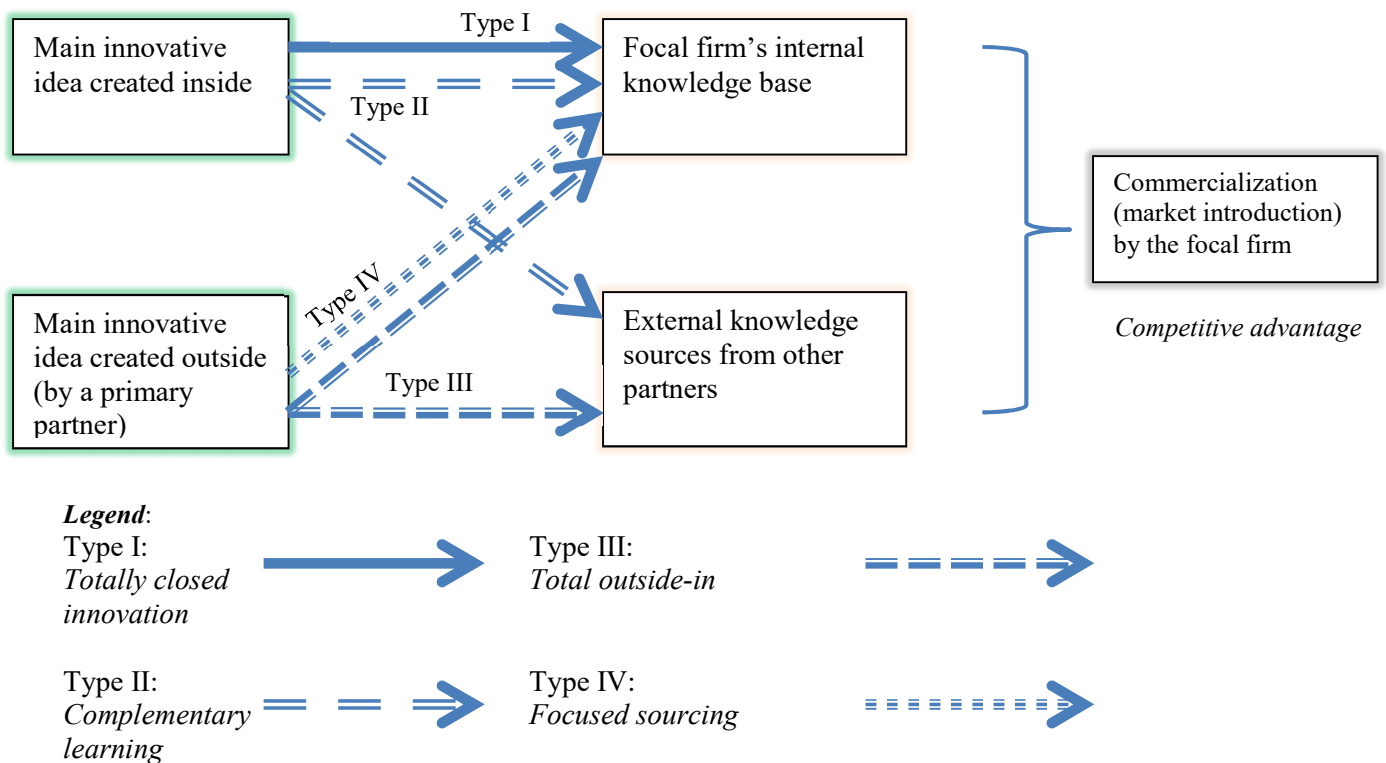 Type I
Main innovative
idea created inside
Focal firm's internal
knowledge base
Type II
Commercialization
(market introduction)
by the focal firm
Type IV
Main innovative
idea created outside
(by a primary
partner)
External knowledge
sources from other
partners
Competitive advantage
Type III
Legend:
Type I:
Totally closed
innovation
Type III:
Total outside-in
Type II:
Complementary
learning
Type IV:
Focused sourcing